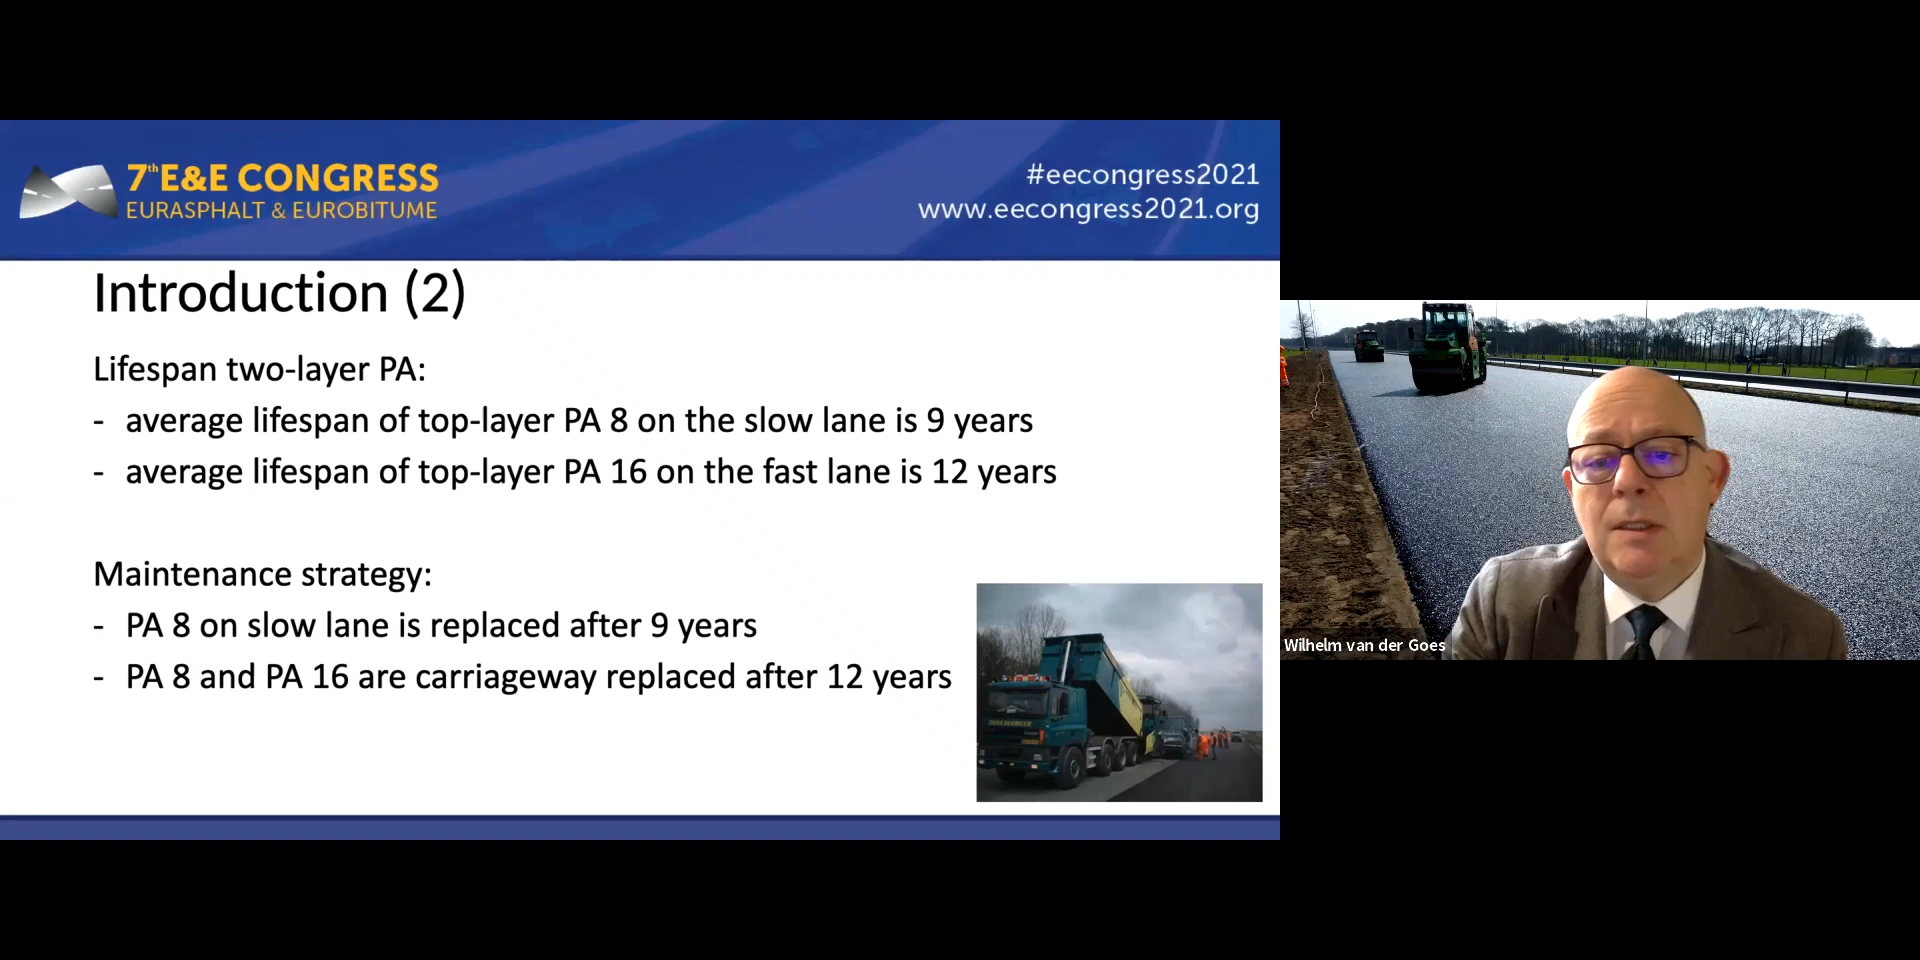 7th E&E CONGRESS
EURASPHALT & EUROBITUME
#eecongress2021
www.eecongress2021.org
Introduction (2)
Lifespan two-layer PA:
- average lifespan of top-layer PA 8 on the slow lane is 9 years
- average lifespan of top-layer PA 16 on the fast lane is 12 years
Maintenance strategy:
- PA 8 on slow lane is replaced after 9 years
- PA 8 and PA 16 are carriageway replaced after 12 years
Wilhelm van der Goes